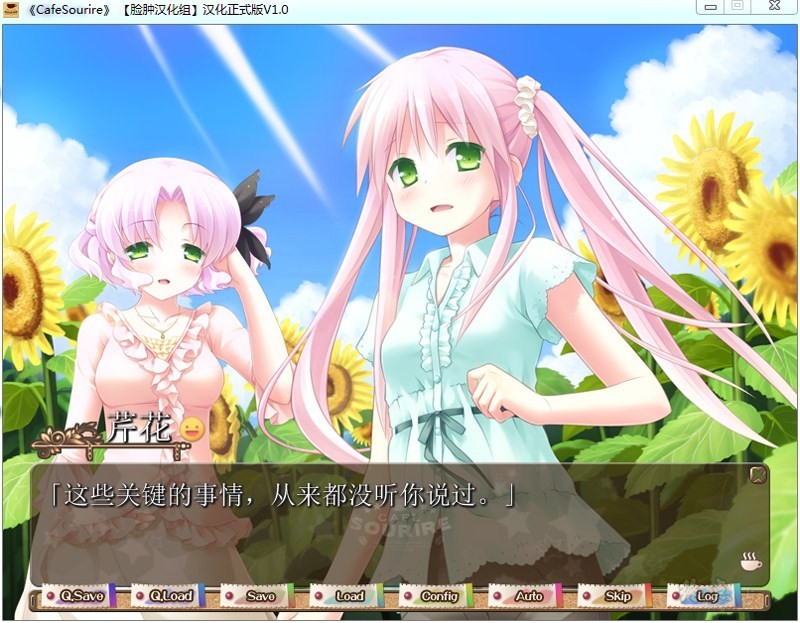 《CafeSourire》 【脸肿汉化组】汉化正式版V1.0
芹花
「这些关键的事情，从来都没听你说过。」
CAFE
SOURIRE
Q.Save Q.Load Save Load Config Auto Skip Log